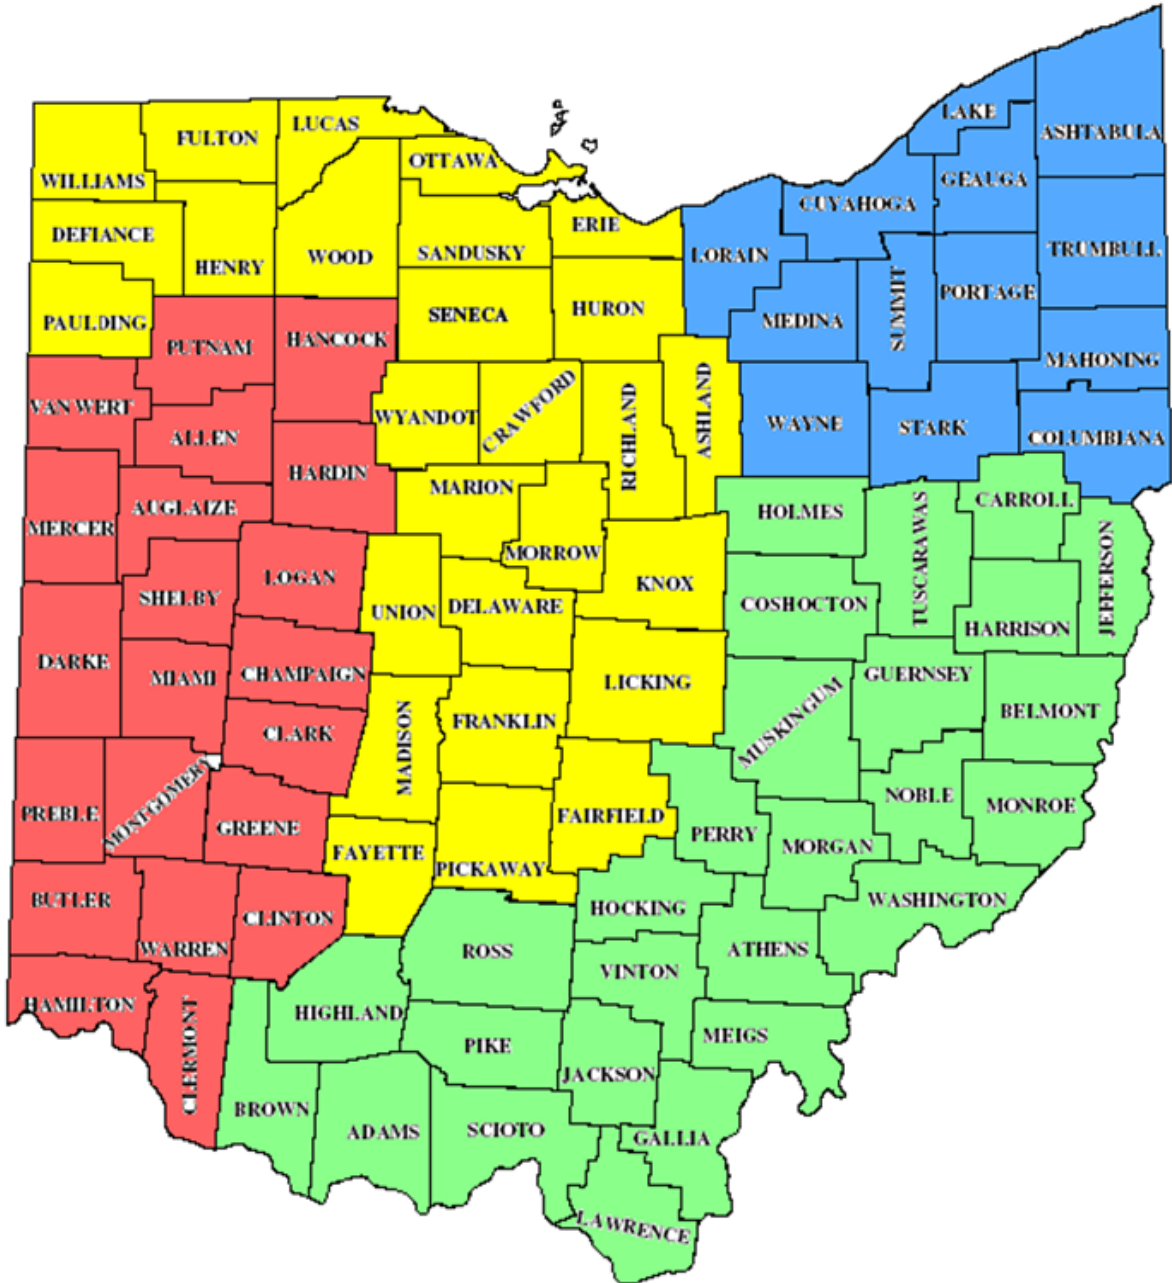 LAKE
ASHTABULA
LUCAS
FULTON
OTTAWA
WILLIAMS
GEAUGA
CUYAHOGA
ERIE
DEFIANCE
TRUMBULL
SANDUSKY
LORAIN
WOOD
HENRY
PORTAGE
SUMMIT
HURON
SENECA
MEDINA
PAULDING
HANCOCK
PUTNAM
MAHONING
VAN WERT
WYANDOT
CRAWFORD
RICHLAND
ASHLAND
WAYNE
STARK
COLUMBIANA
ALLEN
HARDIN
MARION
AUGLAIZE
MERCER
HOLMES
CARROLL
TUSCARAWAS
JEFFERSON
MORROW
LOGAN
KNOX
SHELBY
UNION
DELAWARE
COSHOCTON
HARRISON
DARKE
MIAMI
CHAMPAIGN
LICKING
GUERNSEY
BELMONT
CLARK
MADISON
FRANKLIN
MUSKINGUM
PREBLE
MONTGOMERY
GREENE
FAIRFIELD
NOBLE
MONROE
PERRY
MORGAN
FAYETTE
PICKAWAY
BUTLER
CLINTON
HOCKING
WASHINGTON
WARREN
ROSS
ATHENS
VINTON
HAMILTON
CLERMONT
HIGHLAND
PIKE
MEIGS
JACKSON
BROWN
ADAMS
SCIOTO
GALLIA
LAWRENCE